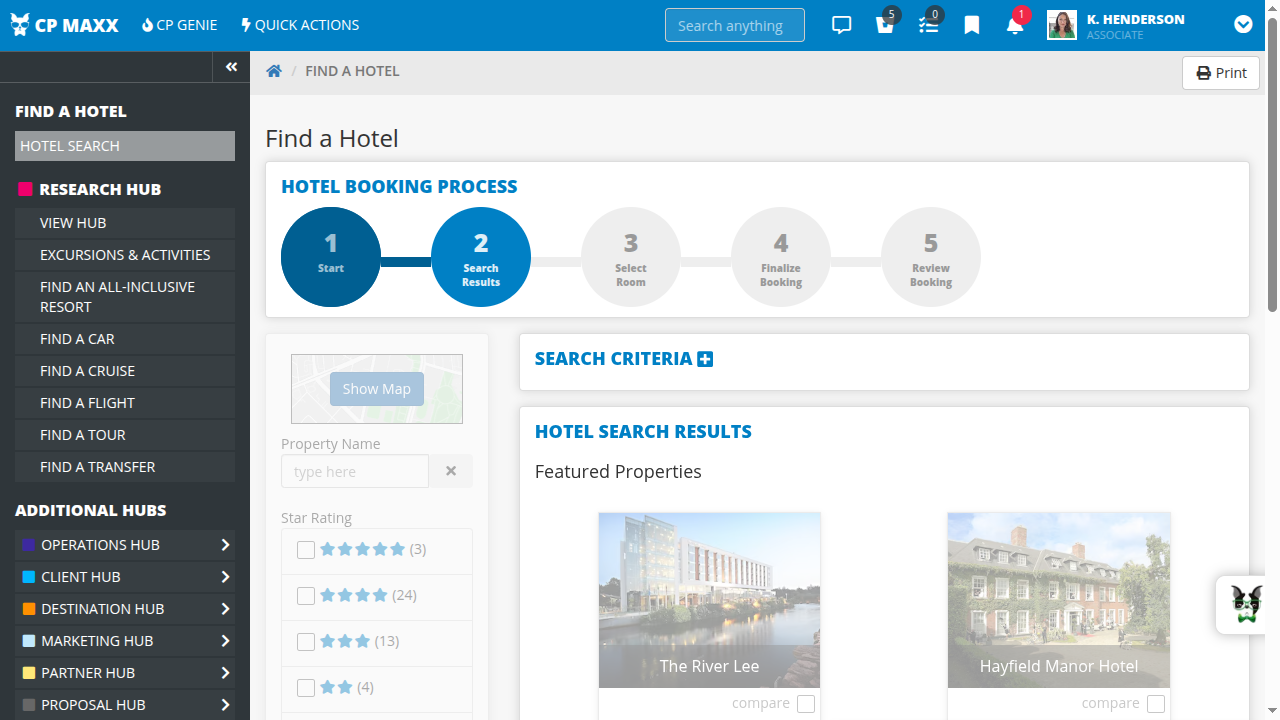 CP MAXX
CP GENIE
QUICK ACTIONS
Search anything
5
0
1
K. HENDERSON
ASSOCIATE
FIND A HOTEL
HOTEL SEARCH
RESEARCH HUB
VIEW HUB
EXCURSIONS & ACTIVITIES
FIND AN ALL-INCLUSIVE
RESORT
FIND A CAR
FIND A CRUISE
FIND A FLIGHT
FIND A TOUR
FIND A TRANSFER
ADDITIONAL HUBS
OPERATIONS HUB
CLIENT HUB
DESTINATION HUB
MARKETING HUB
PARTNER HUB
PROPOSAL HUB
/ FIND A HOTEL
Print
Find a Hotel
HOTEL BOOKING PROCESS
1
Start
2
Search
Results
3
Select
Room
4
Finalize
Booking
5
Review
Booking
Show Map
Property Name
type here
Star Rating
(3)
(24)
(13)
(4)
SEARCH CRITERIA
HOTEL SEARCH RESULTS
Featured Properties
The River Lee
compare
Hayfield Manor Hotel
compare